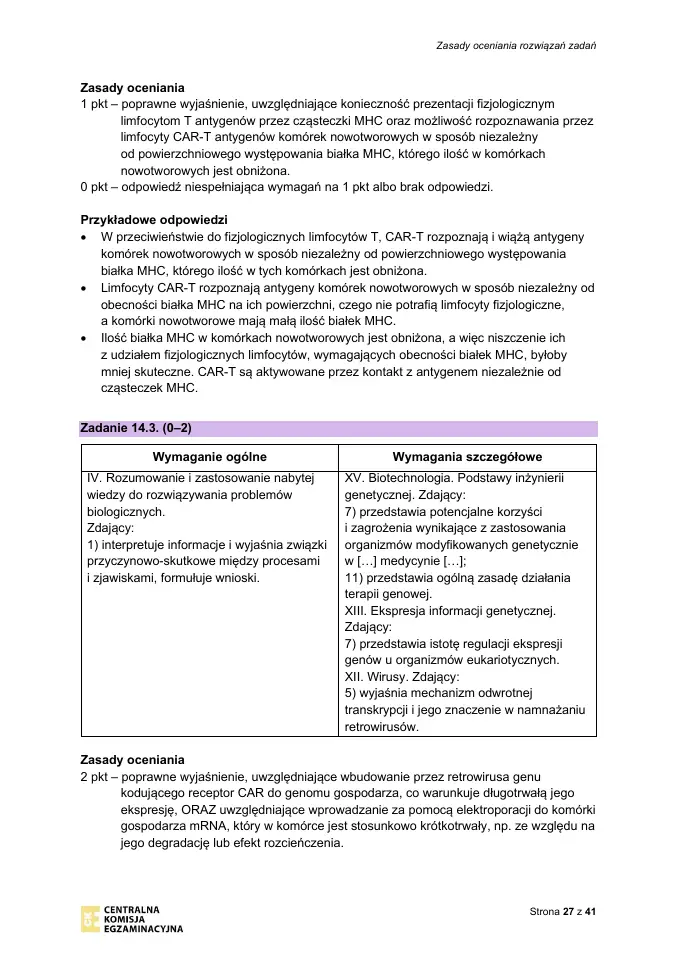 Zasady oceniania rozwiązań zadań
Zasady oceniania
1 pkt – poprawne wyjaśnienie, uwzględniające konieczność prezentacji fizjologicznym
limfocytom T antygenów przez cząsteczki MHC oraz możliwość rozpoznawania przez
limfocyty CAR-T antygenów komórek nowotworowych w sposób niezależny
od powierzchniowego występowania białka MHC, którego ilość w komórkach
nowotworowych jest obniżona.
0 pkt – odpowiedź niespełniająca wymagań na 1 pkt albo brak odpowiedzi.
Przykładowe odpowiedzi
• W przeciwieństwie do fizjologicznych limfocytów T, CAR-T rozpoznają i wiążą antygeny
komórek nowotworowych w sposób niezależny od powierzchniowego występowania
białka MHC, którego ilość w tych komórkach jest obniżona.
• Limfocyty CAR-T rozpoznają antygeny komórek nowotworowych w sposób niezależny od
obecności białka MHC na ich powierzchni, czego nie potrafią limfocyty fizjologiczne,
a komórki nowotworowe mają małą ilość białek MHC.
• Ilość białka MHC w komórkach nowotworowych jest obniżona, a więc niszczenie ich
z udziałem fizjologicznych limfocytów, wymagających obecności białek MHC, byłoby
mniej skuteczne. CAR-T są aktywowane przez kontakt z antygenem niezależnie od
cząsteczek MHC.
Zadanie 14.3. (0–2)
Wymaganie ogólne
IV. Rozumowanie i zastosowanie nabytej
wiedzy do rozwiązywania problemów
biologicznych.
Zdający:
1) interpretuje informacje i wyjaśnia związki
przyczynowo-skutkowe między procesami
i zjawiskami, formułuje wnioski.
Wymagania szczegółowe
XV. Biotechnologia. Podstawy inżynierii
genetycznej. Zdający:
7) przedstawia potencjalne korzyści
i zagrożenia wynikające z zastosowania
organizmów modyfikowanych genetycznie
w […] medycynie […];
11) przedstawia ogólną zasadę działania
terapii genowej.
XIII. Ekspresja informacji genetycznej.
Zdający:
7) przedstawia istotę regulacji ekspresji
genów u organizmów eukariotycznych.
XII. Wirusy. Zdający:
5) wyjaśnia mechanizm odwrotnej
transkrypcji i jego znaczenie w namnażaniu
retrowirusów.
Zasady oceniania
2 pkt – poprawne wyjaśnienie, uwzględniające wbudowanie przez retrowirusa genu
kodującego receptor CAR do genomu gospodarza, co warunkuje długotrwałą jego
ekspresję, ORAZ uwzględniające wprowadzanie za pomocą elektroporacji do komórki
gospodarza mRNA, który w komórce jest stosunkowo krótkotrwały, np. ze względu na
jego degradację lub efekt rozcieńczenia.
CENTRALNA
KOMISJA
EGZAMINACYJNA
Strona 27 z 41